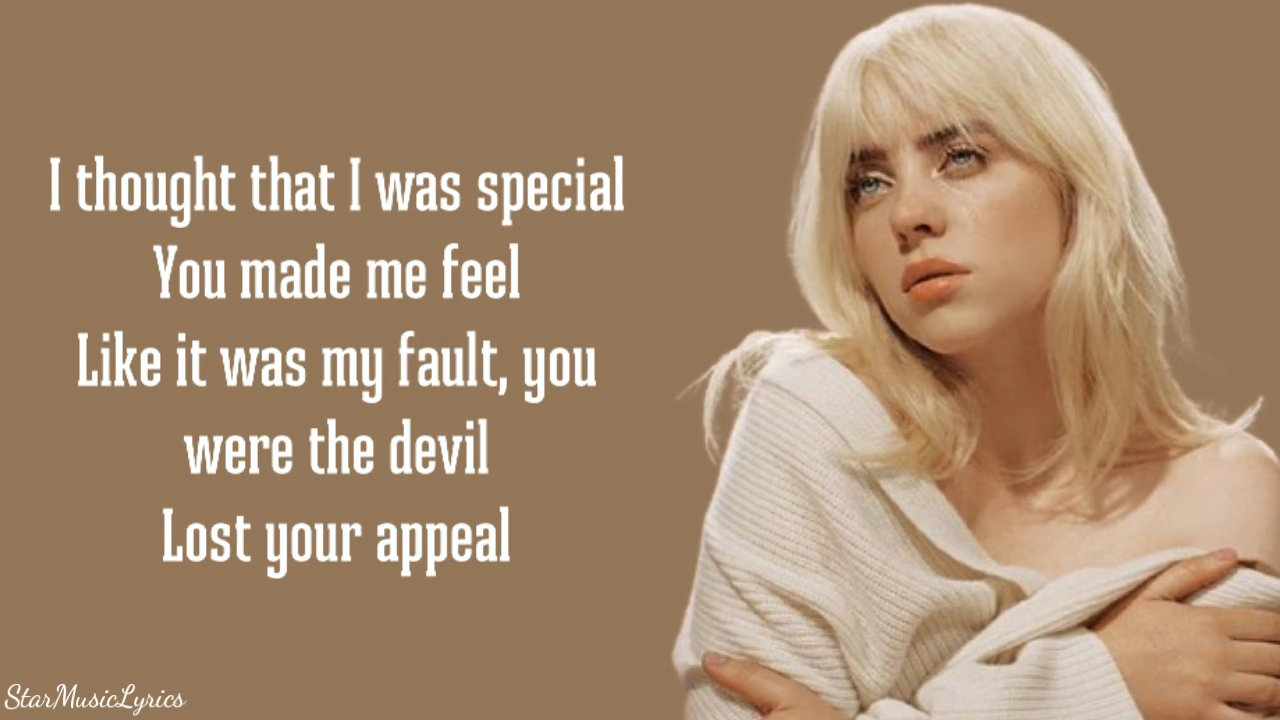 I thought that I was special
You made me feel
Like it was my fault, you
were the devil
Lost your appeal
StarMusicLyrics